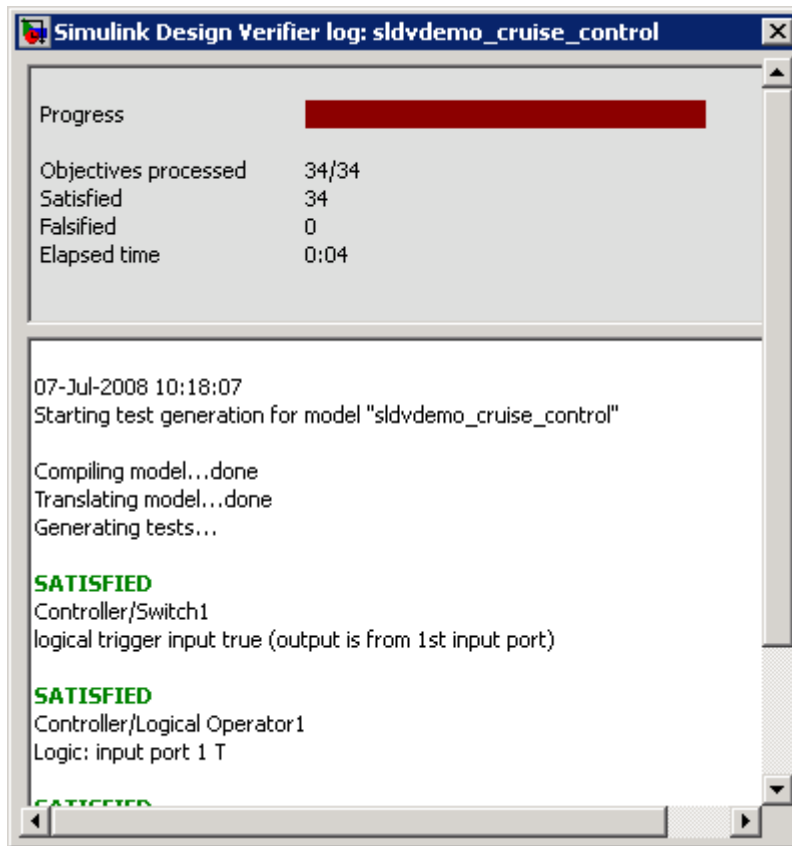 Simulink Design Verifier log: sldvdemo_cruise_control
Progress
Objectives processed 34/34
Satisfied 34
Falsified 0
Elapsed time 0:04
07-Jul-2008 10:18:07
Starting test generation for model "sldvdemo_cruise_control"
Compiling model...done
Translating model...done
Generating tests...
SATISFIED
Controller/Switch1
logical trigger input true (output is from 1st input port)
SATISFIED
Controller/Logical Operator1
Logic: input port 1 T
SATISFIED